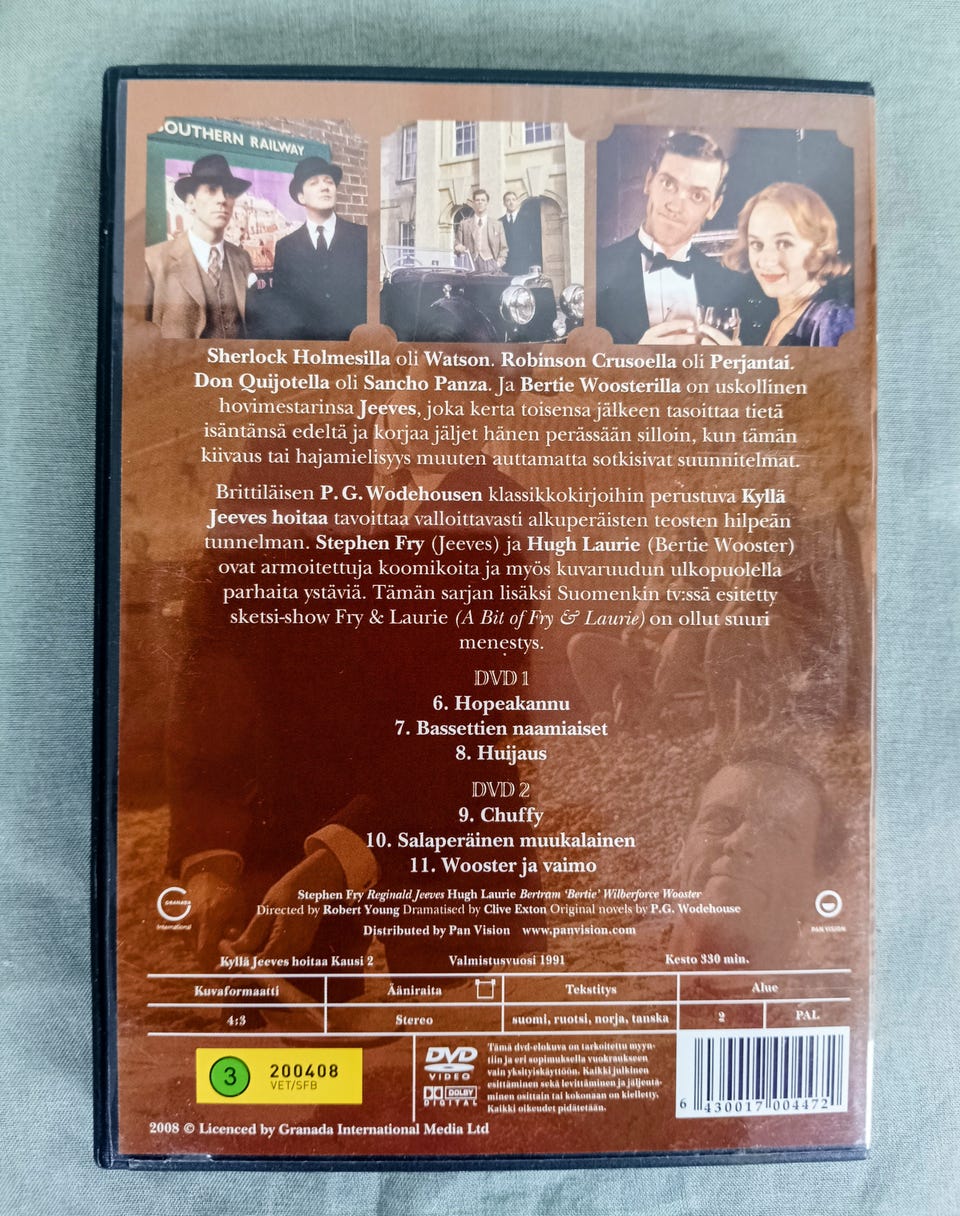 SOUTHERN RAILWAY
Sherlock Holmesilla oli Watson. Robinson Crusoella oli Perjantai.
Don Quijotella oli Sancho Panza. Ja Bertie Woosterilla on uskollinen
hovimestarinsa Jeeves, joka kerta toisensa jälkeen tasoittaa tietä
isäntänsä edeltä ja korjaa jäljet hänen perässään silloin, kun tämän
kiivaus tai hajamielisyys muuten auttamatta sotkisivat suunnitelmat.
Brittiläisen P. G. Wodehousen klassikkokirjoihin perustuva Kyllä
Jeeves hoitaa tavoittaa valloittavasti alkuperäisten teosten hilpeän
tunnelman. Stephen Fry (Jeeves) ja Hugh Laurie (Bertie Wooster)
ovat armoitettuja koomikoita ja myös kuvaruudun ulkopuolella
parhaita ystäviä. Tämän sarjan lisäksi Suomenkin tv:ssä esitetty
sketsi-show Fry & Laurie (A Bit of Fry & Laurie) on ollut suuri
menestys.
DVD 1
6. Hopeakannu
7. Bassettien naamiaiset
8. Huijaus
DVD 2
9. Chuffy
10. Salaperäinen muukalainen
11. Wooster ja vaimo
Stephen Fry Reginald Jeeves Hugh Laurie Bertram 'Bertie' Wilberforce Wooster
Directed by Robert Young Dramatised by Clive Exton Original novels by P.G. Wodehouse
Distributed by Pan Vision www.panvision.com
GRANADA
International
PAN VISION
Kyllä Jeeves hoitaa Kausi 2 Valmistusvuosi 1991 Kesto 330 min.
Kuvaformaatti Ääniraita Tekstitys Alue
4:3 Stereo suomi, ruotsi, norja, tanska 2 PAL
3 200408
VET/SFB
DVD
VIDEO
DOLBY
DIGITAL
Tämä dvd-elokuva on tarkoitettu myyn-
tiin ja eri sopimuksella vuokraukseen
vain yksityiskäyttöön. Kaikki julkinen
esittäminen sekä levittäminen ja jäljentä-
minen osittain tai kokonaan on kielletty.
Kaikki oikeudet pidätetään.
6 430017 004472
2008 © Licenced by Granada International Media Ltd